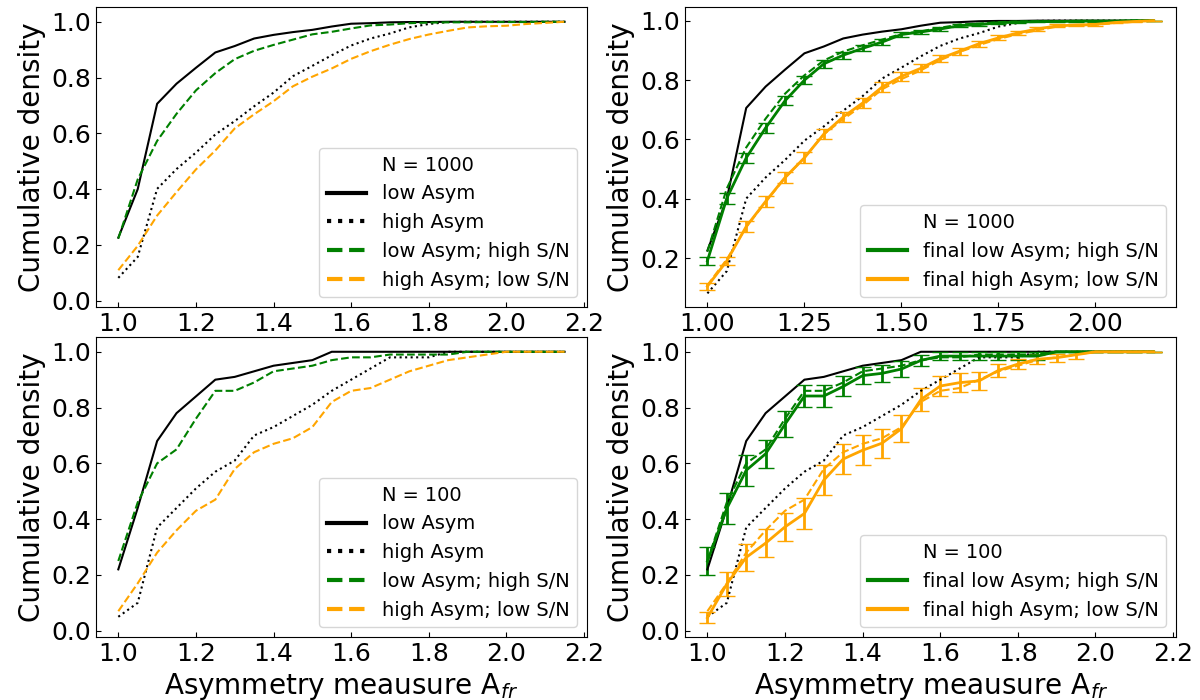 Cumulative density
1.0
0.8
0.6
0.4
0.2
0.0
N = 1000
low Asym
high Asym
low Asym; high S/N
high Asym; low S/N
1.0 1.2 1.4 1.6 1.8 2.0 2.2
Cumulative density
1.0
0.8
0.6
0.4
0.2
N = 1000
final low Asym; high S/N
final high Asym; low S/N
1.00 1.25 1.50 1.75 2.00
Cumulative density
1.0
0.8
0.6
0.4
0.2
0.0
N = 100
low Asym
high Asym
low Asym; high S/N
high Asym; low S/N
1.0 1.2 1.4 1.6 1.8 2.0 2.2
Asymmetry meausure A_{fr}
Cumulative density
1.0
0.8
0.6
0.4
0.2
0.0
N = 100
final low Asym; high S/N
final high Asym; low S/N
1.0 1.2 1.4 1.6 1.8 2.0 2.2
Asymmetry meausure A_{fr}